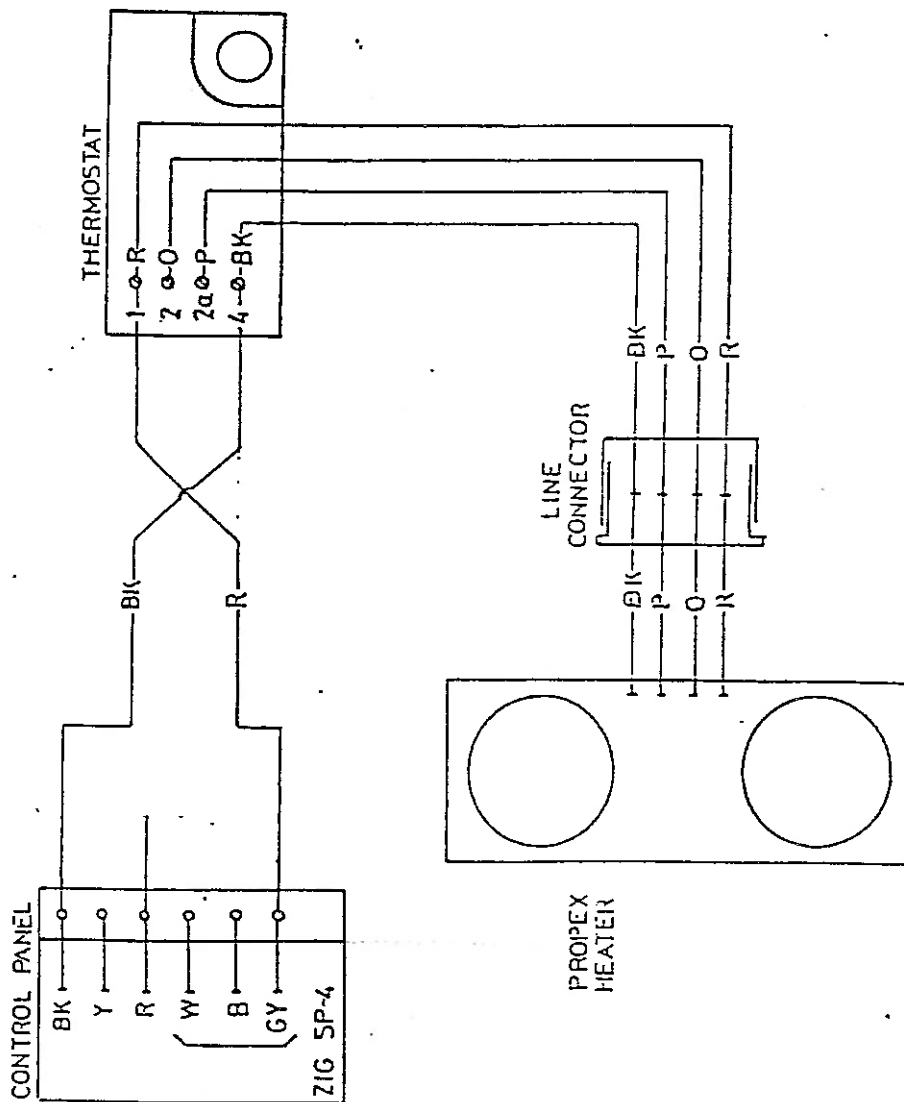 THERMOSTAT
1 R
2 O
2a P
4 BK
BK
R
BK
P
O
R
LINE
CONNECTOR
BK
P
O
R
CONTROL PANEL
BK
Y
R
W
B
GY
ZIG 5P-4
PROPEX
HEATER